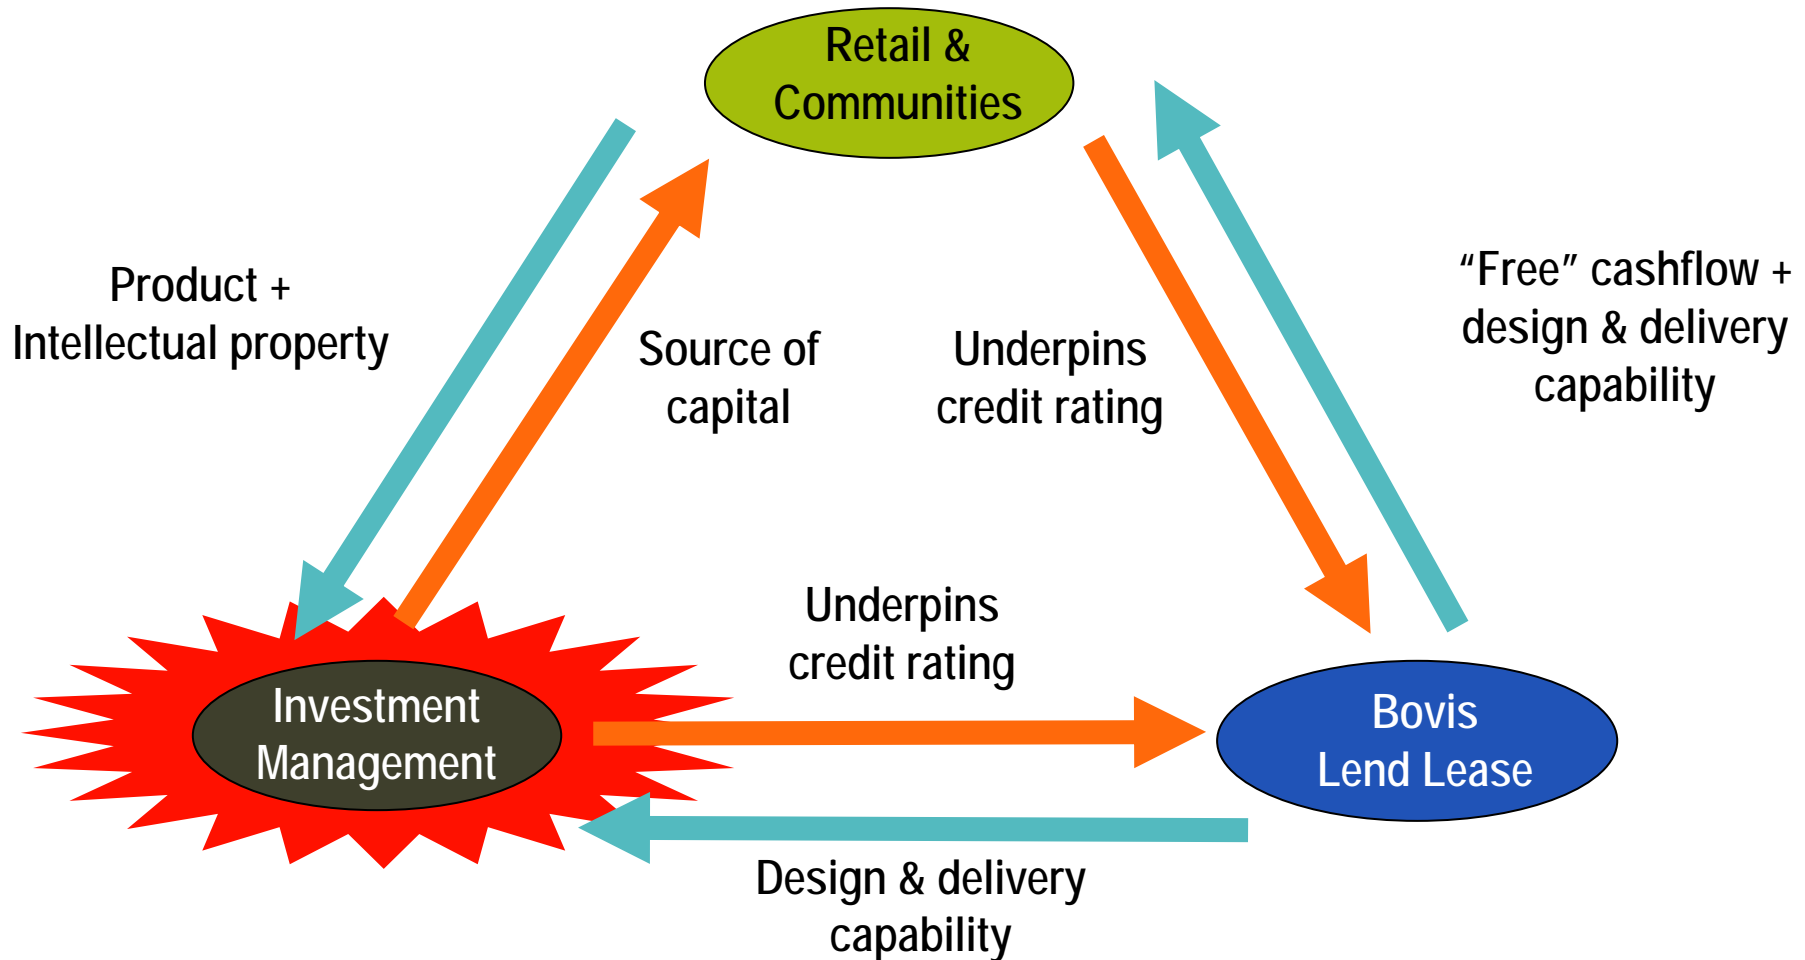 Retail &
Communities
Product +
Intellectual property
Source of
capital
Underpins
credit rating
“Free” cashflow +
design & delivery
capability
Underpins
credit rating
Investment
Management
Bovis
Lend Lease
Design & delivery
capability